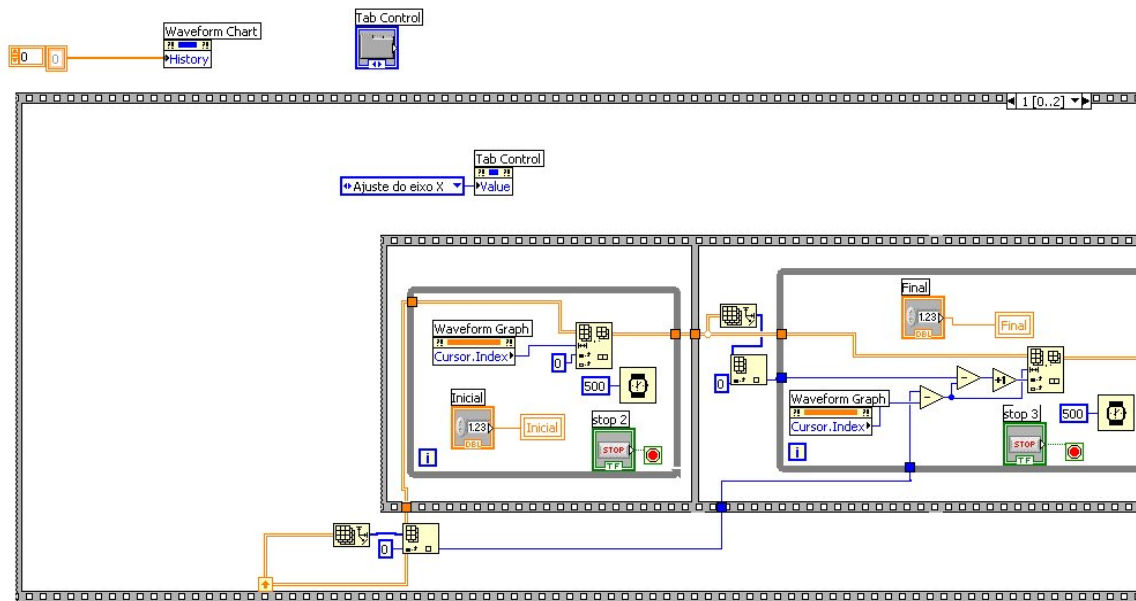 Waveform Chart
History
0
0
Tab Control
1 [0..2]
Tab Control
Ajuste do eixo X
Value
Waveform Graph
Cursor.Index
0
500
Inicial
1.23
DBL
Inicial
stop 2
STOP
TF
i
Final
1.23
DBL
Final
0
Waveform Graph
Cursor.Index
-
-
+1
stop 3
STOP
TF
500
i
0